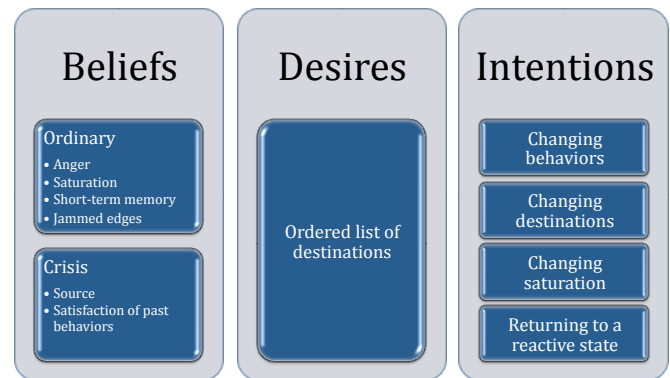 Beliefs
Ordinary
• Anger
• Saturation
• Short-term memory
• Jammed edges
Crisis
• Source
• Satisfaction of past
behaviors
Desires
Ordered list of
destinations
Intentions
Changing
behaviors
Changing
destinations
Changing
saturation
Returning to a
reactive state